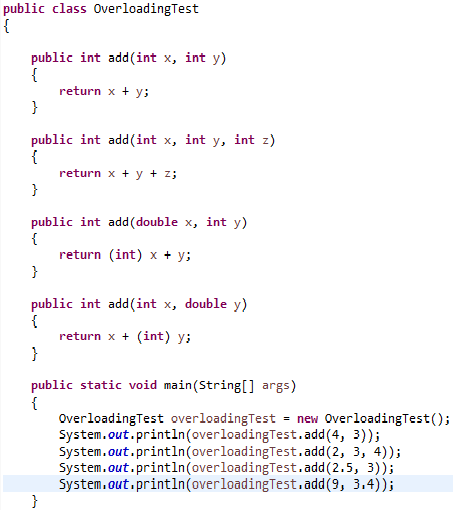 public class OverloadingTest
{
public int add(int x, int y)
{
return x + y;
}
public int add(int x, int y, int z)
{
return x + y + z;
}
public int add(double x, int y)
{
return (int) x + y;
}
public int add(int x, double y)
{
return x + (int) y;
}
public static void main(String[] args)
{
OverloadingTest overloadingTest = new OverloadingTest();
System.out.println(overloadingTest.add(4, 3));
System.out.println(overloadingTest.add(2, 3, 4));
System.out.println(overloadingTest.add(2.5, 3));
System.out.println(overloadingTest.add(9, 3.4));
}